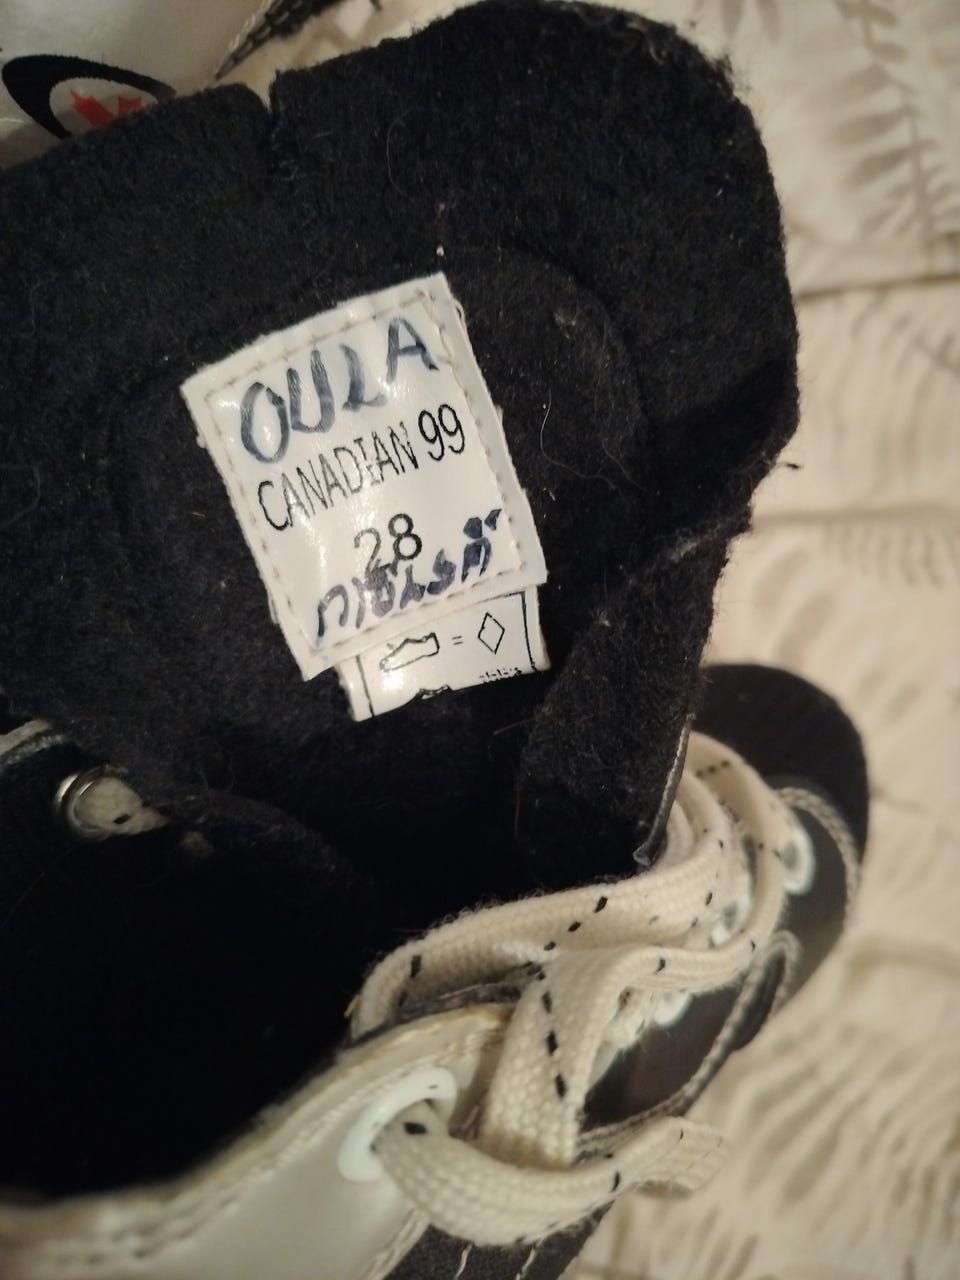 OULA
CANADIAN 99
28
=